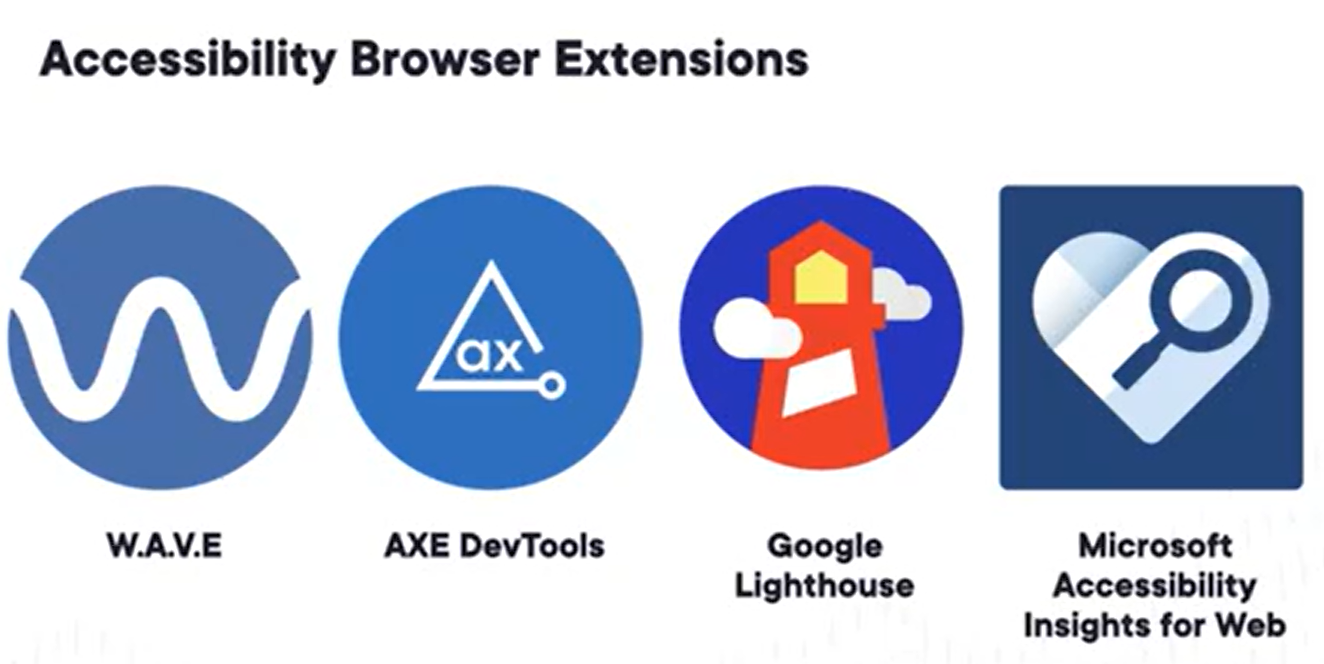 Accessibility Browser Extensions
ax
W.A.V.E
AXE DevTools
Google
Lighthouse
Microsoft
Accessibility
Insights for Web